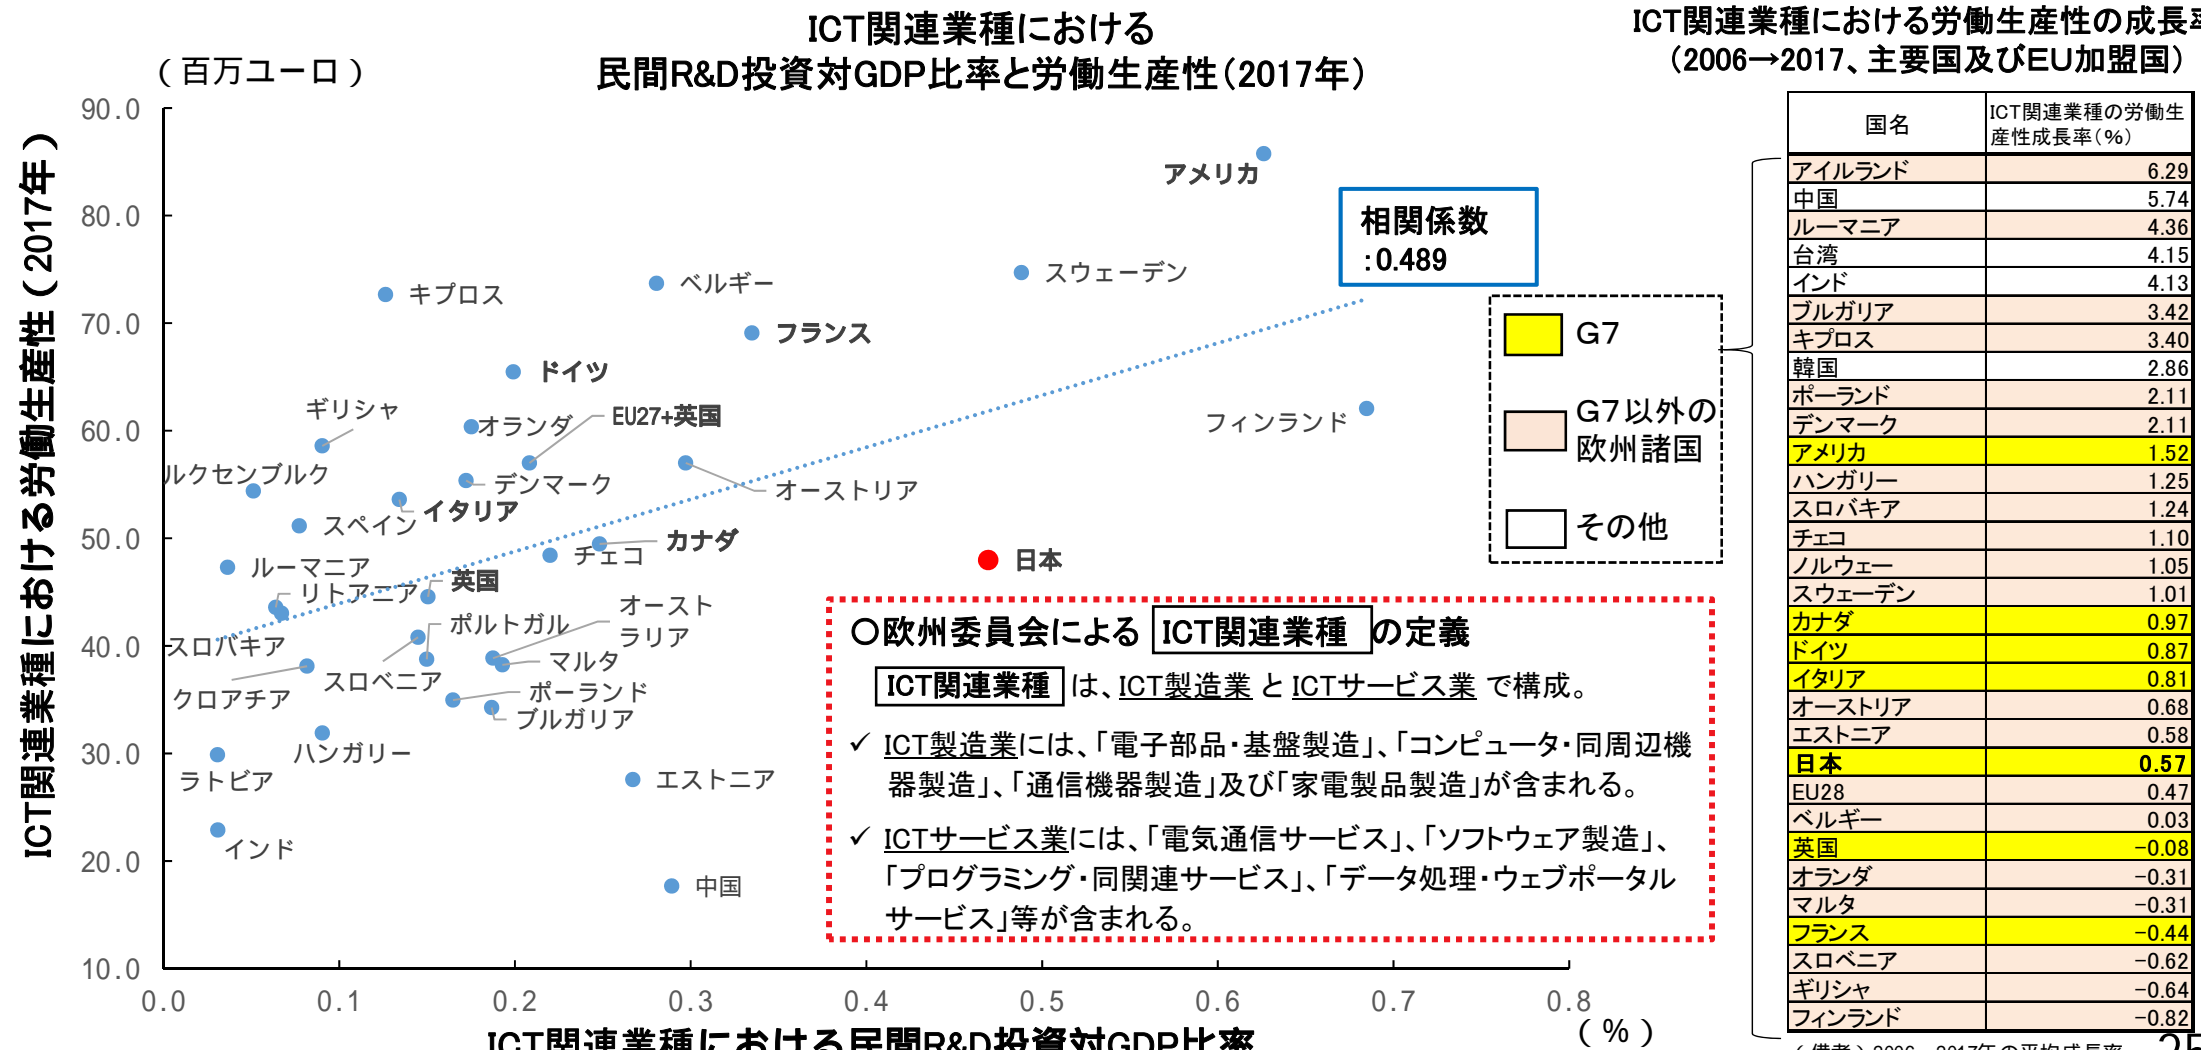 ICT関連業種における
民間R&D投資対GDP比率と労働生産性(2017年)
(百万ユーロ)
ICT関連業種における労働生産性(2017年)
90.0
80.0
70.0
60.0
50.0
40.0
30.0
20.0
10.0
0.0
0.1
0.2
0.3
0.4
0.5
0.6
0.7
0.8
ICT関連業種における民間R&D投資対GDP比率
(%)
アメリカ
スウェーデン
ベルギー
キプロス
フランス
ドイツ
ギリシャ
オランダ
EU27+英国
フィンランド
ルクセンブルク
デンマーク
オーストリア
イタリア
スペイン
カナダ
チェコ
日本
ルーマニア
英国
リトアニア
オースト
ラリア
ポルトガル
スロバキア
マルタ
スロベニア
クロアチア
ポーランド
ブルガリア
ハンガリー
ラトビア
エストニア
インド
中国
相関係数
:0.489
G7
G7以外の
欧州諸国
その他
○欧州委員会による ICT関連業種 の定義
ICT関連業種 は、ICT製造業 と ICTサービス業 で構成。
✓ ICT製造業には、「電子部品・基盤製造」、「コンピュータ・同周辺機
器製造」、「通信機器製造」及び「家電製品製造」が含まれる。
✓ ICTサービス業には、「電気通信サービス」、「ソフトウェア製造」、
「プログラミング・同関連サービス」、「データ処理・ウェブポータル
サービス」等が含まれる。
ICT関連業種における労働生産性の成長率
(2006→2017、主要国及びEU加盟国)
国名 ICT関連業種の労働生
産性成長率(%)
アイルランド 6.29
中国 5.74
ルーマニア 4.36
台湾 4.15
インド 4.13
ブルガリア 3.42
キプロス 3.40
韓国 2.86
ポーランド 2.11
デンマーク 2.11
アメリカ 1.52
ハンガリー 1.25
スロバキア 1.24
チェコ 1.10
ノルウェー 1.05
スウェーデン 1.01
カナダ 0.97
ドイツ 0.87
イタリア 0.81
オーストリア 0.68
エストニア 0.58
日本 0.57
EU28 0.47
ベルギー 0.03
英国 -0.08
オランダ -0.31
マルタ -0.31
フランス -0.44
スロベニア -0.62
ギリシャ -0.64
フィンランド -0.82